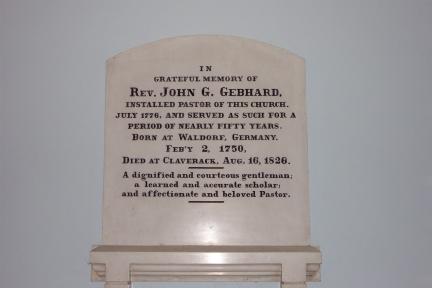 IN
GRATEFUL MEMORY OF
REV. JOHN G. GEBHARD,
INSTALLED PASTOR OF THIS CHURCH.
JULY 1776, AND SERVED AS SUCH FOR A
PERIOD OF NEARLY FIFTY YEARS.
BORN AT WALDORF, GERMANY.
FEB'Y 2, 1750,
DIED AT CLAVERACK, AUG. 16, 1826.
A dignified and courteous gentleman;
a learned and accurate scholar;
and affectionate and beloved Pastor.